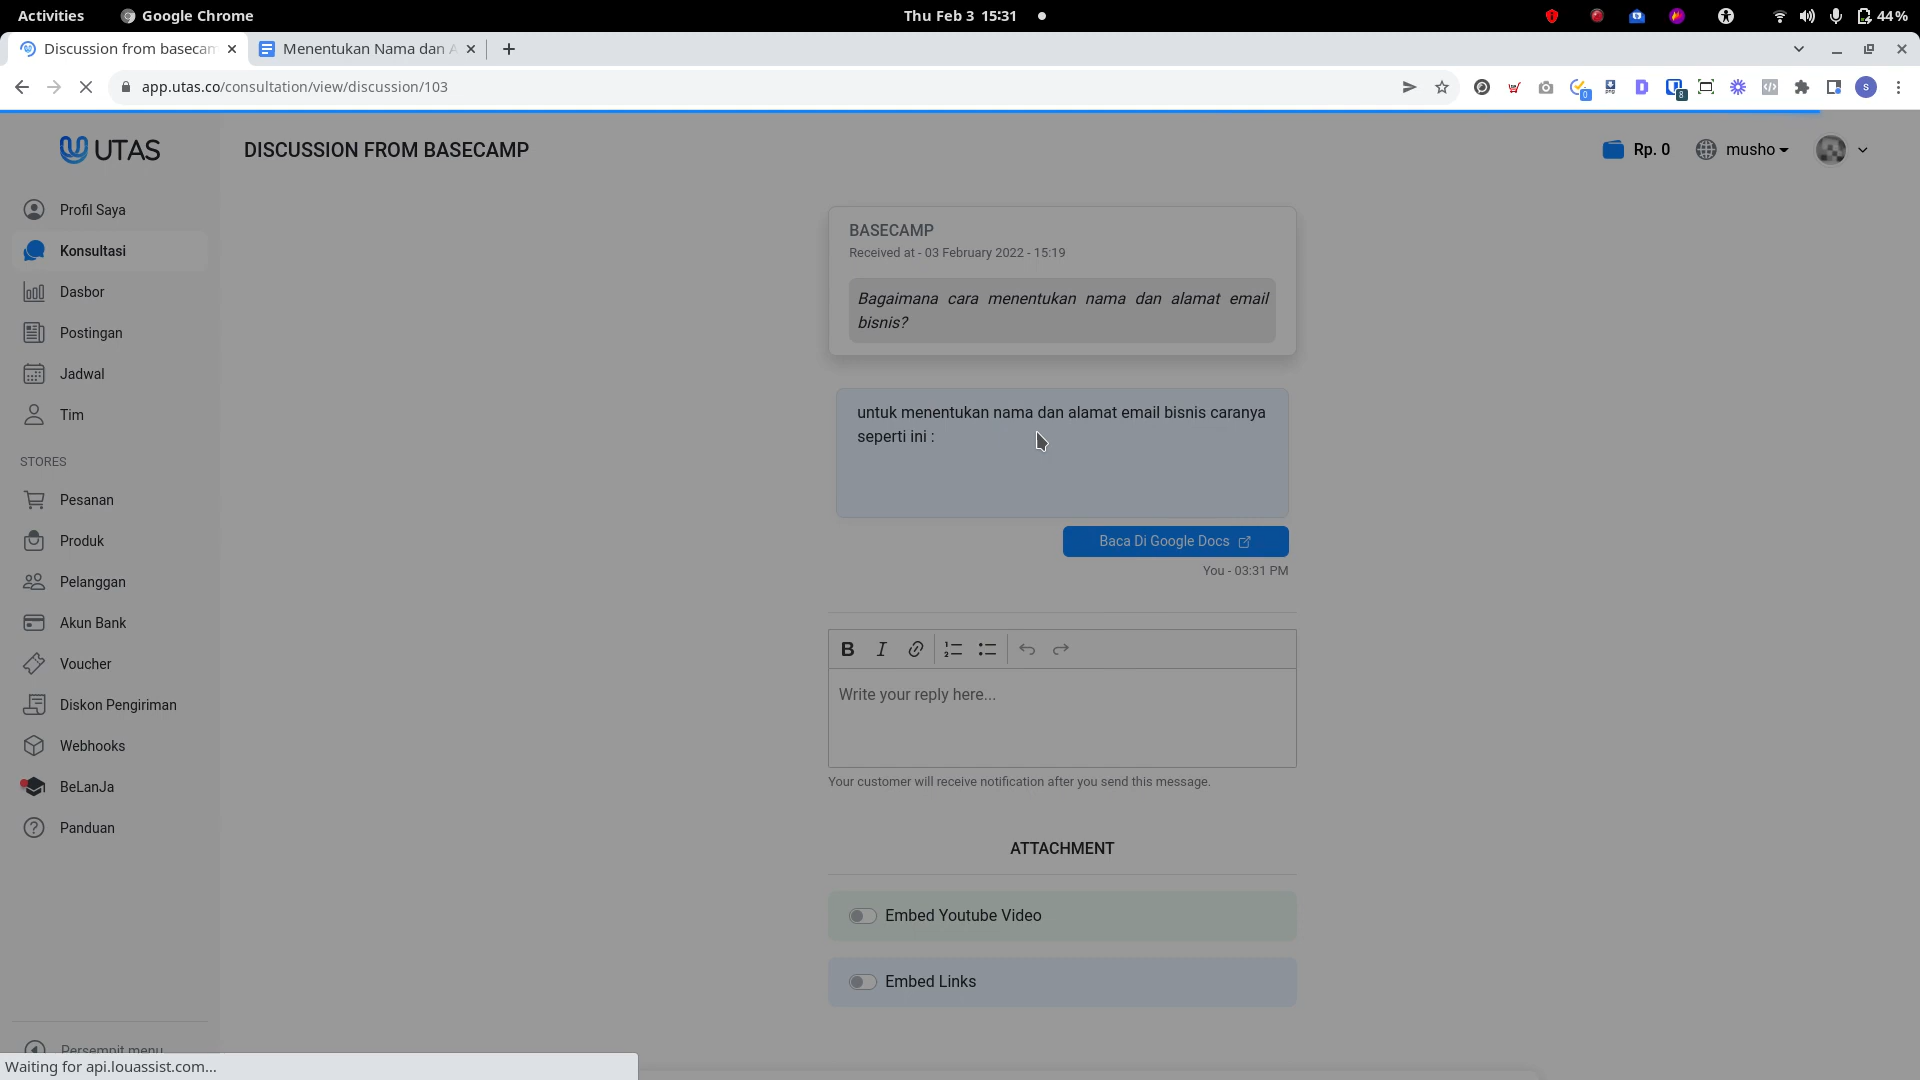 Activities
Google Chrome
Thu Feb 3 15:31
44%
Discussion from basecam
Menentukan Nama dan A
app.utas.co/consultation/view/discussion/103
0
8
S
UTAS
DISCUSSION FROM BASECAMP
Rp. 0
musho
Profil Saya
Konsultasi
Dasbor
Postingan
Jadwal
Tim
STORES
Pesanan
Produk
Pelanggan
Akun Bank
Voucher
Diskon Pengiriman
Webhooks
BeLanJa
Panduan
Persempit menu
BASECAMP
Received at - 03 February 2022 - 15:19
Bagaimana cara menentukan nama dan alamat email
bisnis?
untuk menentukan nama dan alamat email bisnis caranya
seperti ini :
Baca Di Google Docs
You - 03:31 PM
B I
Write your reply here...
Your customer will receive notification after you send this message.
ATTACHMENT
Embed Youtube Video
Embed Links
Waiting for api.louassist.com...